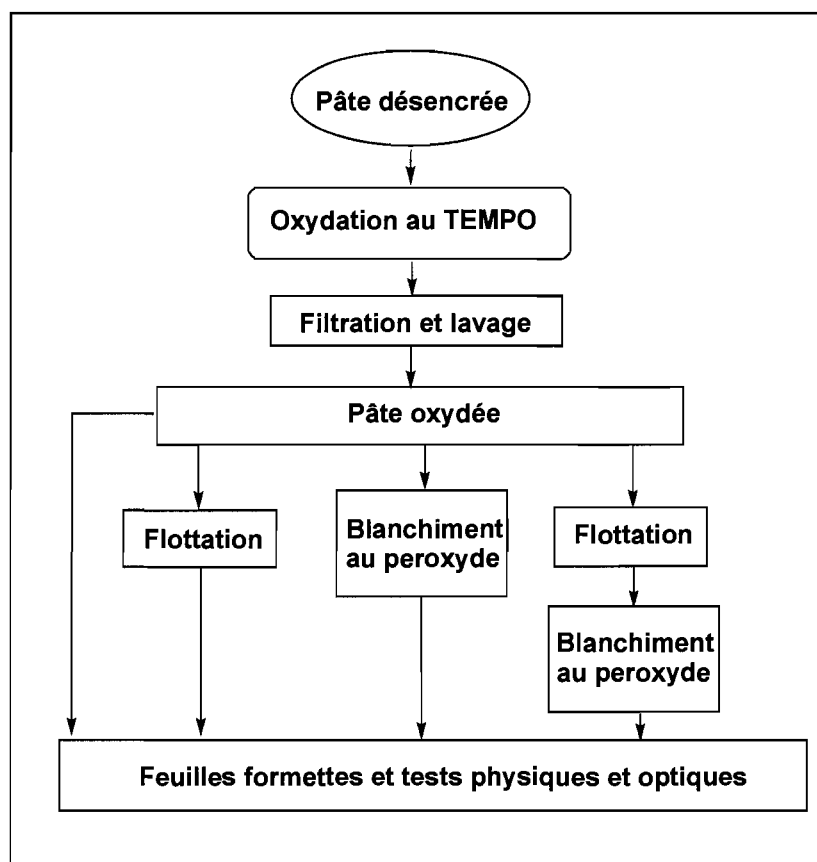 Pâte désencrée
Oxydation au TEMPO
Filtration et lavage
Pâte oxydée
Flottation
Blanchiment
au peroxyde
Flottation
Blanchiment
au peroxyde
Feuilles formettes et tests physiques et optiques